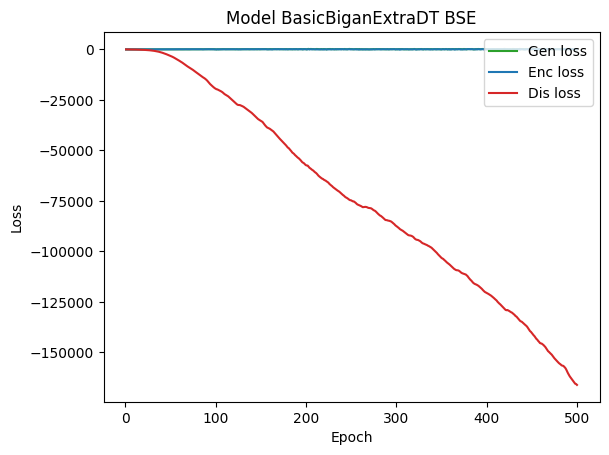 Model BasicBiganExtraDT BSE
Gen loss
Enc loss
Dis loss
Loss
0
−25000
−50000
−75000
−100000
−125000
−150000
0 100 200 300 400 500
Epoch